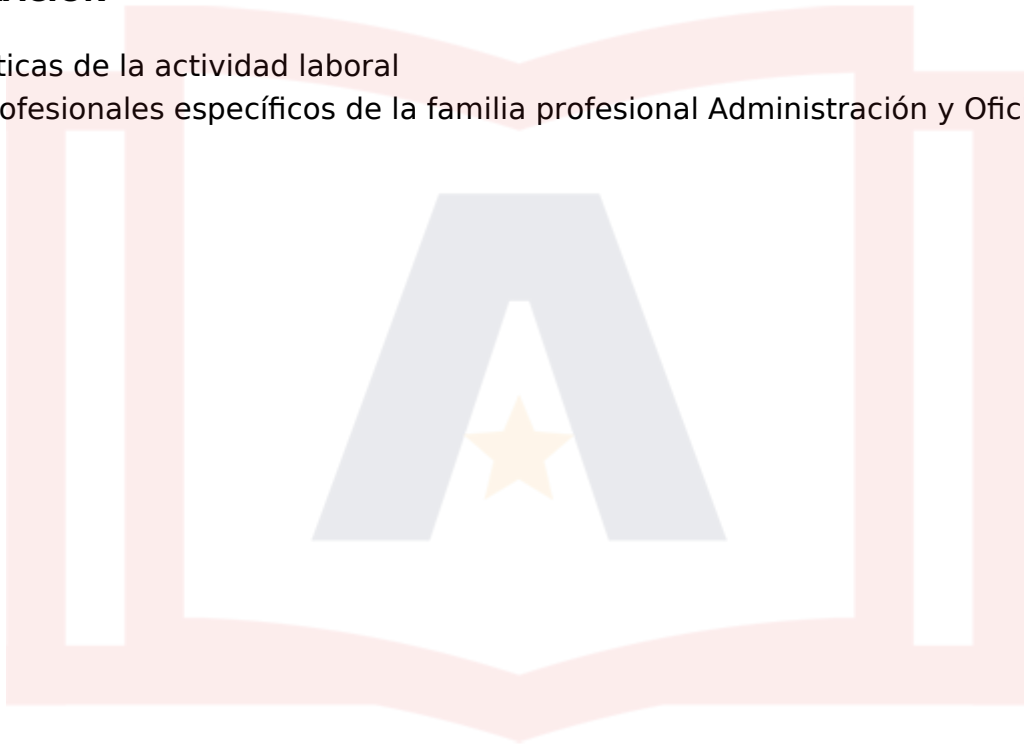 ticas de la actividad laboral
ofesionales específicos de la familia profesional Administración y Ofic